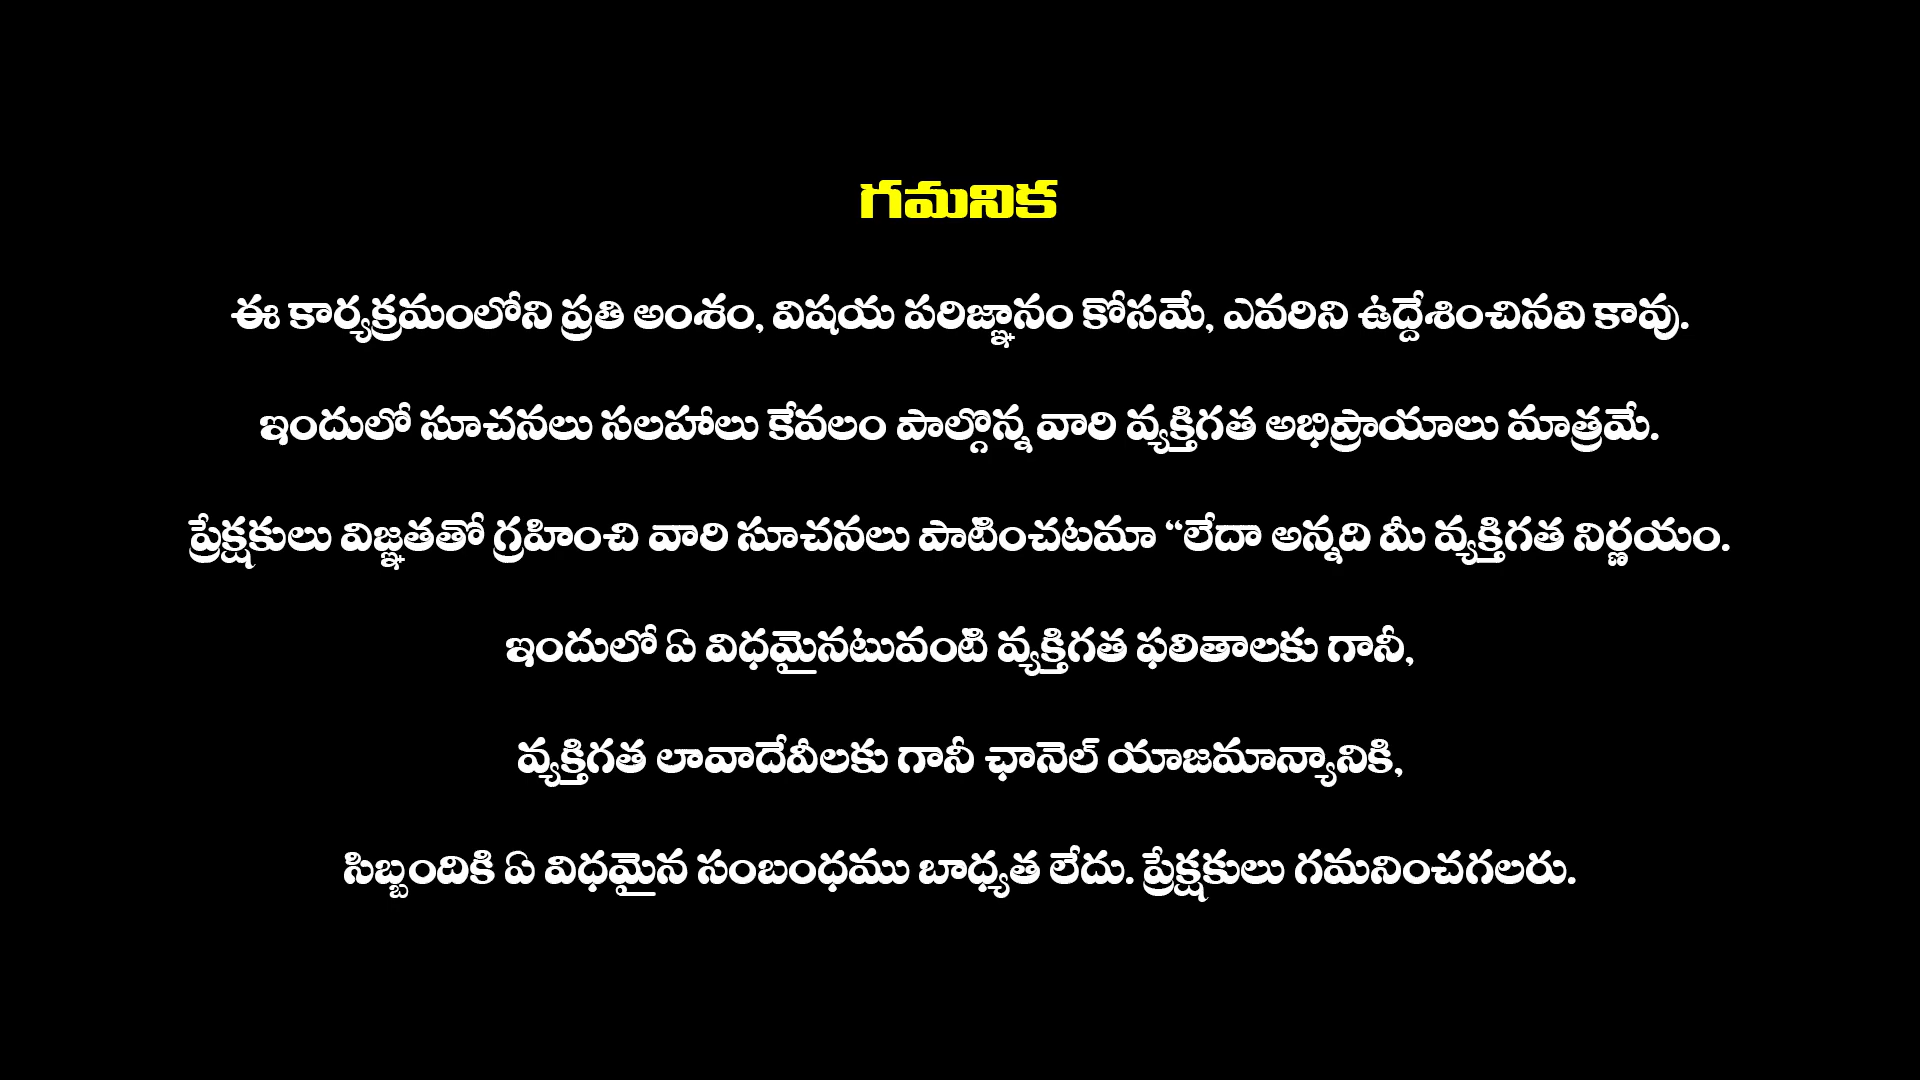 గమనిక
ఈ కార్యక్రమంలోని ప్రతి అంశం, విషయ పరిజ్ఞానం కోసమే, ఎవరిని ఉద్దేశించినవి కావు.
ఇందులో సూచనలు సలహాలు కేవలం పాల్గొన్న వారి వ్యక్తిగత అభిప్రాయాలు మాత్రమే.
ప్రేక్షకులు విజ్ఞతతో గ్రహించి వారి సూచనలు పాటించటమా “లేదా అన్నది మీ వ్యక్తిగత నిర్ణయం.
ఇందులో ఏ విధమైనటువంటి వ్యక్తిగత ఫలితాలకు గానీ,
వ్యక్తిగత లావాదేవీలకు గానీ ఛానెల్ యాజమాన్యానికి,
సిబ్బందికి ఏ విధమైన సంబంధము బాధ్యత లేదు. ప్రేక్షకులు గమనించగలరు.